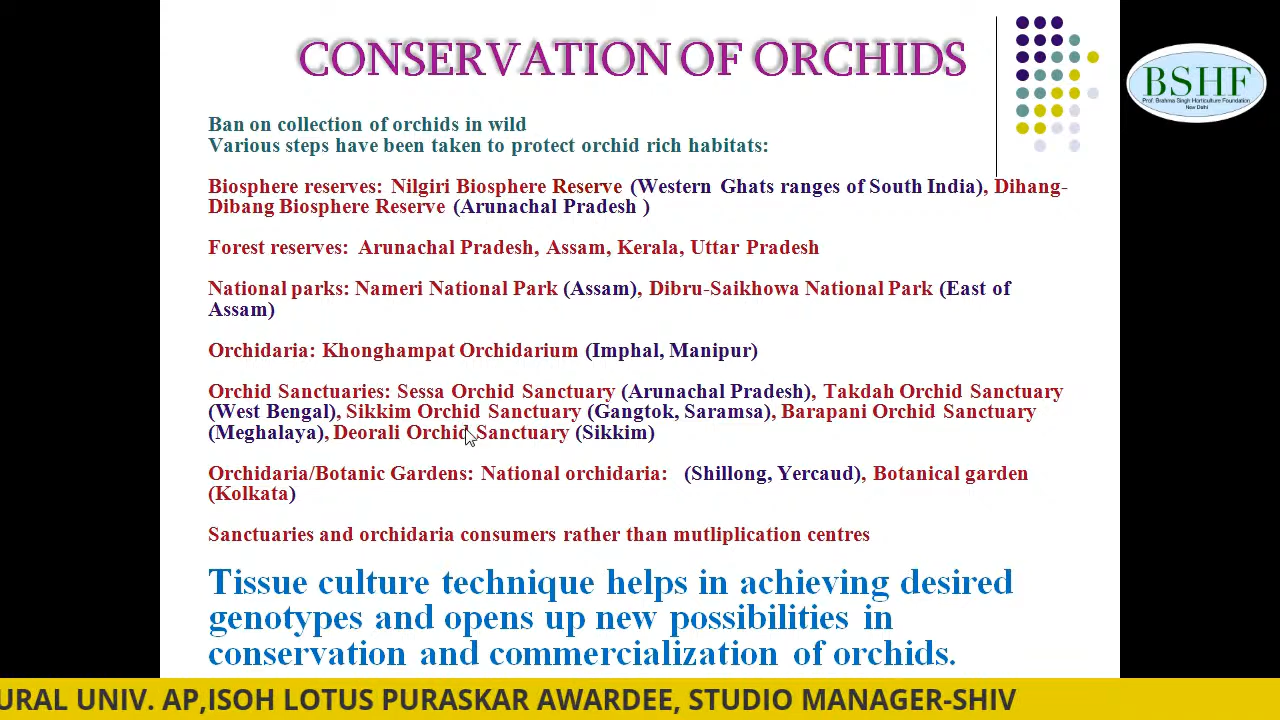 CONSERVATION OF ORCHIDS
BSHF
Prof. Brahma Singh Horticulture Foundation
New Delhi
Ban on collection of orchids in wild
Various steps have been taken to protect orchid rich habitats:
Biosphere reserves: Nilgiri Biosphere Reserve (Western Ghats ranges of South India), Dihang-
Dibang Biosphere Reserve (Arunachal Pradesh )
Forest reserves: Arunachal Pradesh, Assam, Kerala, Uttar Pradesh
National parks: Nameri National Park (Assam), Dibru-Saikhowa National Park (East of
Assam)
Orchidaria: Khonghampat Orchidarium (Imphal, Manipur)
Orchid Sanctuaries: Sessa Orchid Sanctuary (Arunachal Pradesh), Takdah Orchid Sanctuary
(West Bengal), Sikkim Orchid Sanctuary (Gangtok, Saramsa), Barapani Orchid Sanctuary
(Meghalaya), Deorali Orchid Sanctuary (Sikkim)
Orchidaria/Botanic Gardens: National orchidaria: (Shillong, Yercaud), Botanical garden
(Kolkata)
Sanctuaries and orchidaria consumers rather than mutliplication centres
Tissue culture technique helps in achieving desired
genotypes and opens up new possibilities in
conservation and commercialization of orchids.
URAL UNIV. AP,ISOH LOTUS PURASKAR AWARDEE, STUDIO MANAGER-SHIV